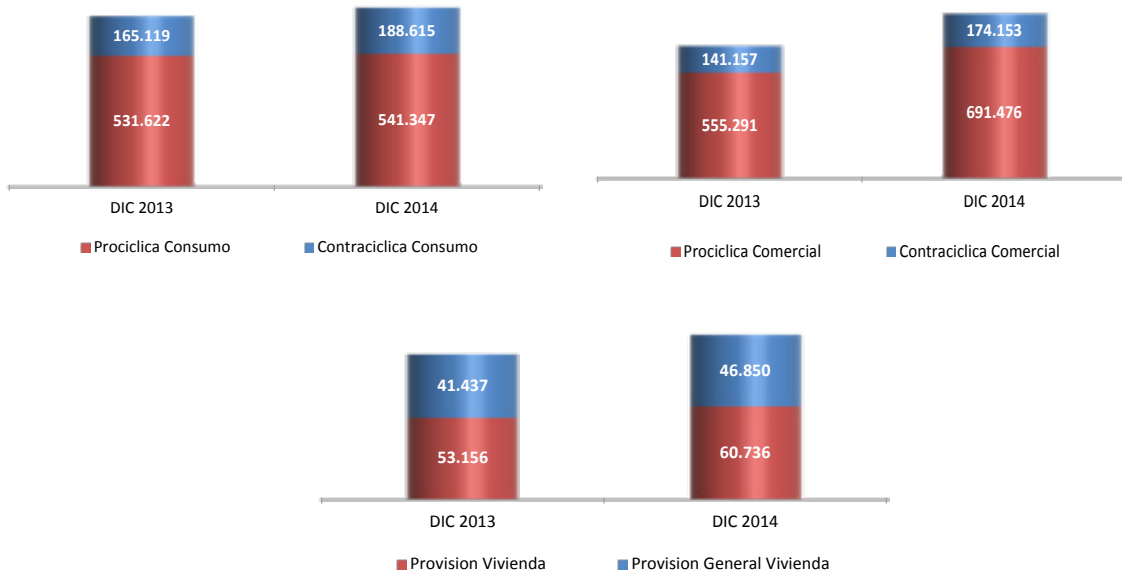 165.119
188.615
531.622
541.347
DIC 2013
DIC 2014
Prociclica Consumo
Contraciclica Consumo
141.157
174.153
555.291
691.476
DIC 2013
DIC 2014
Prociclica Comercial
Contraciclica Comercial
41.437
46.850
53.156
60.736
DIC 2013
DIC 2014
Provision Vivienda
Provision General Vivienda